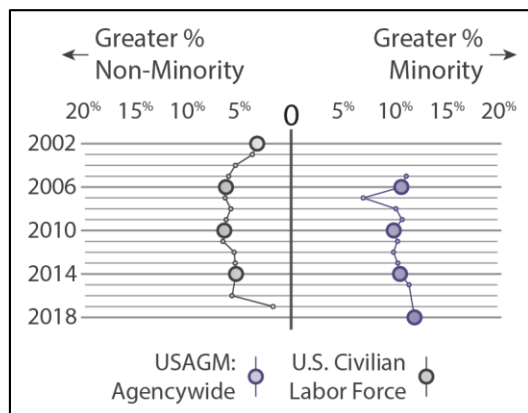 Greater % Greater %
← Non-Minority Minority →
20% 15% 10% 5% 0 5% 10% 15% 20%
2002
2006
2010
2014
2018
USAGM: U.S. Civilian
Agencywide Labor Force